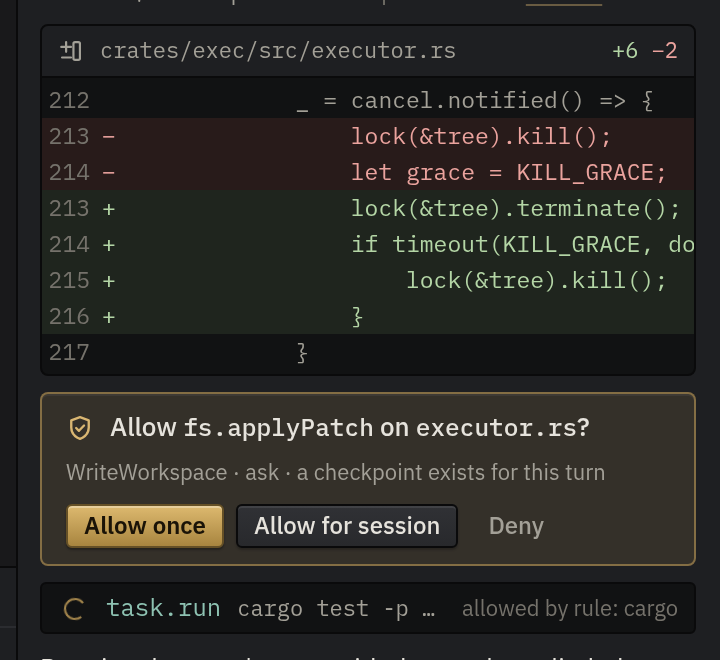 crates/exec/src/executor.rs +6 −2
212 _ = cancel.notified() => {
213 − lock(&tree).kill();
214 − let grace = KILL_GRACE;
213 + lock(&tree).terminate();
214 + if timeout(KILL_GRACE, do
215 + lock(&tree).kill();
216 + }
217 }
Allow fs.applyPatch on executor.rs?
WriteWorkspace · ask · a checkpoint exists for this turn
Allow once Allow for session Deny
task.run cargo test -p … allowed by rule: cargo